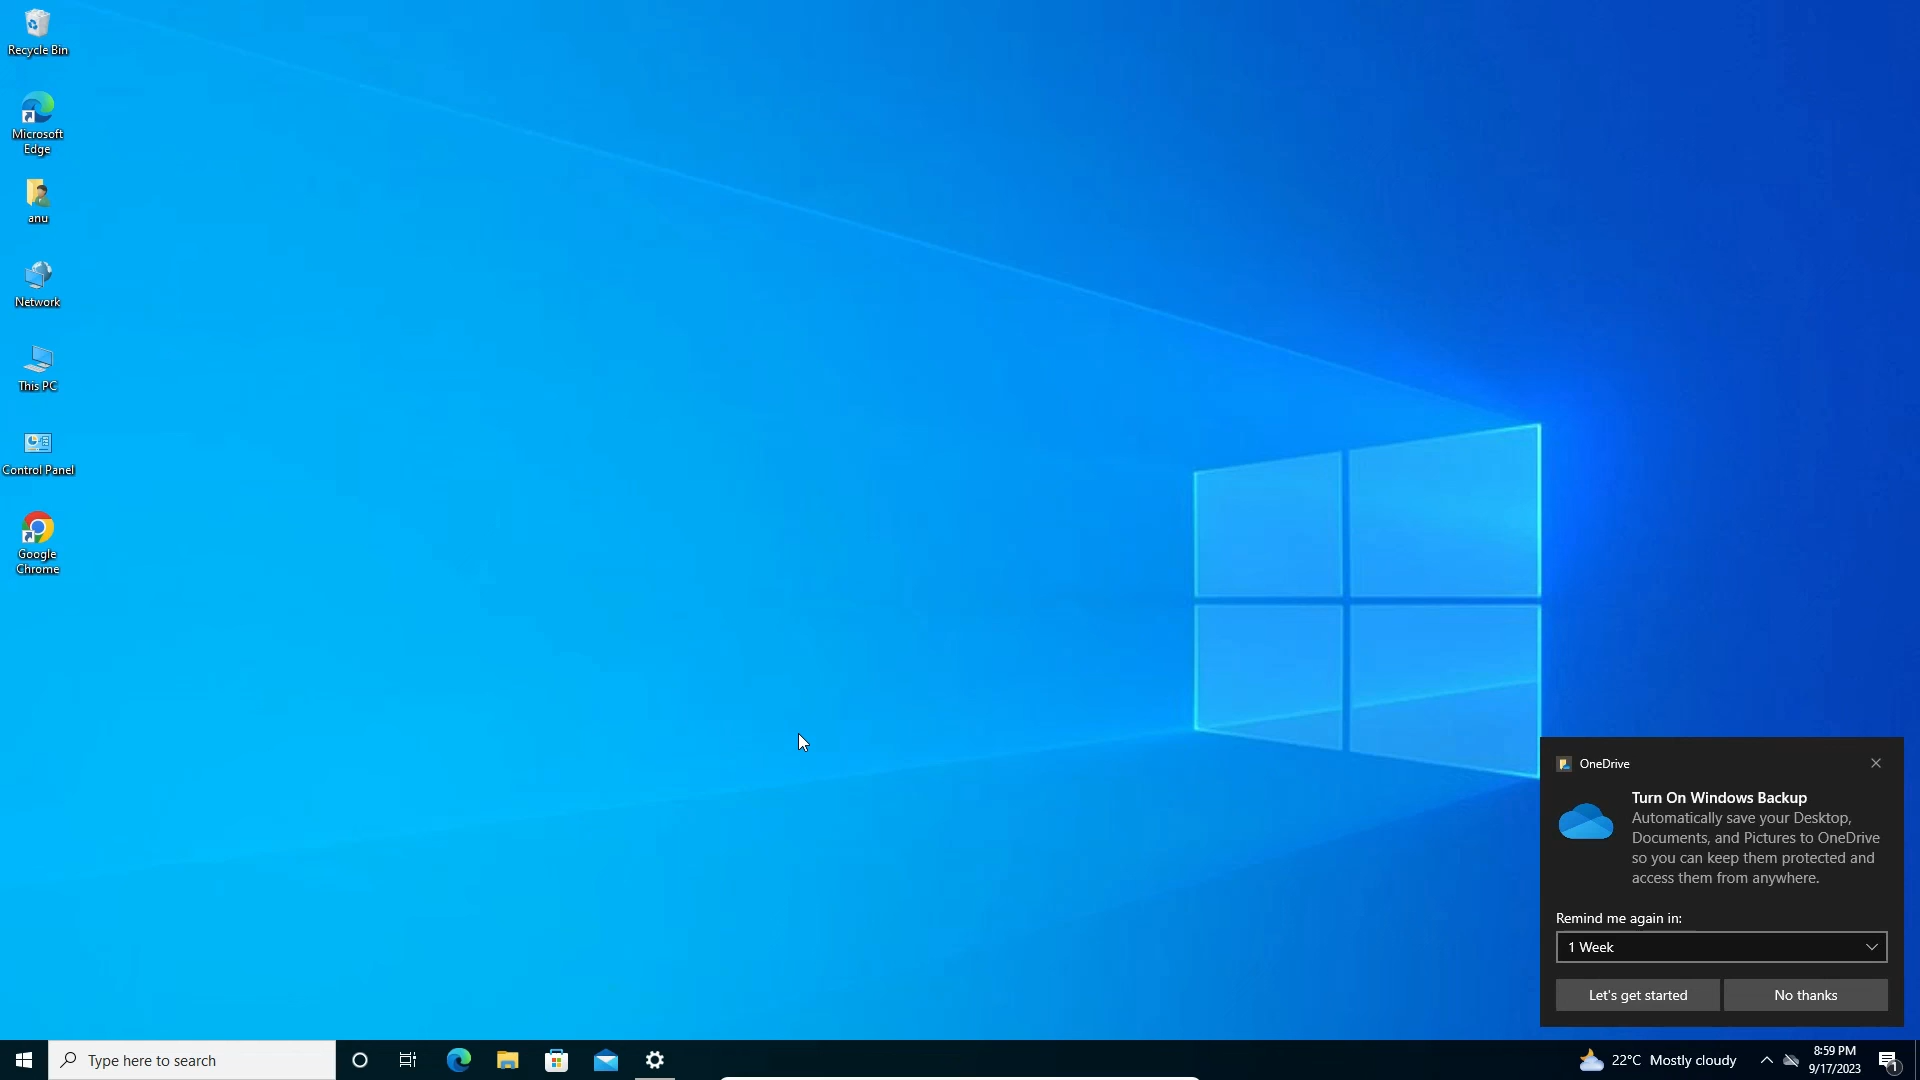 Recycle Bin
Microsoft
Edge
anu
Network
This PC
Control Panel
Google
Chrome
OneDrive
Turn On Windows Backup
Automatically save your Desktop,
Documents, and Pictures to OneDrive
so you can keep them protected and
access them from anywhere.
Remind me again in:
1 Week
Let's get started
No thanks
Type here to search
22°C Mostly cloudy
8:59 PM
9/17/2023
1